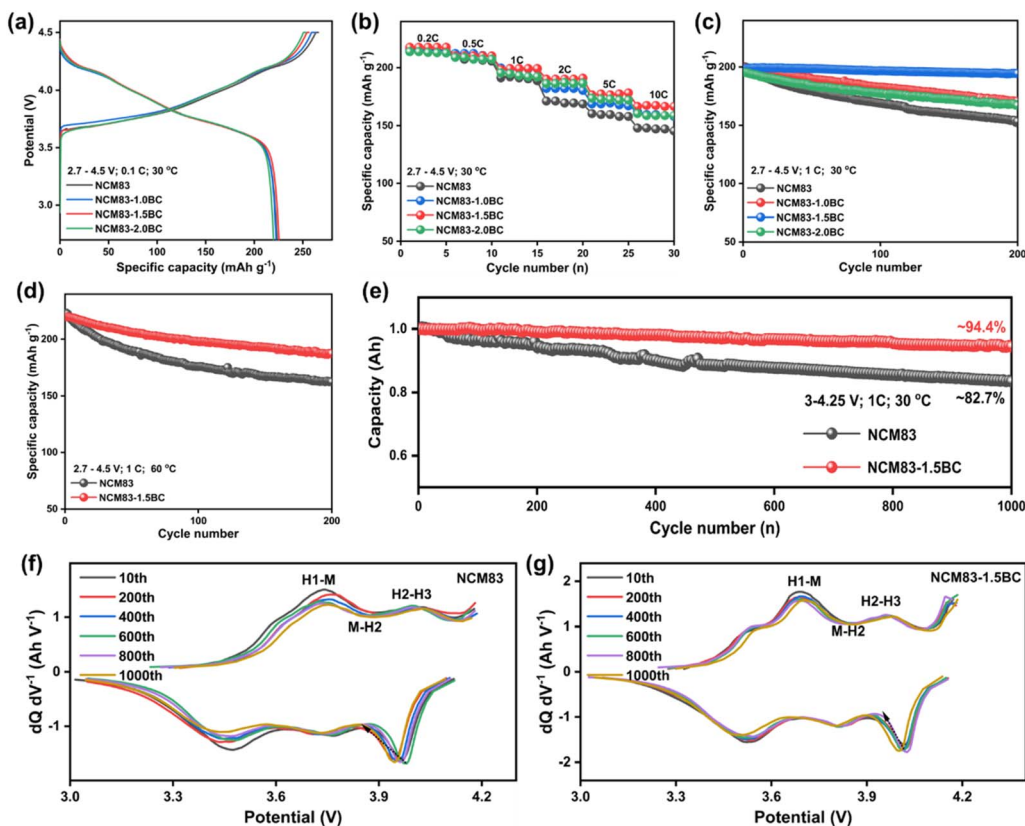 (a)
4.5
4.0
3.5
3.0
Potential (V)
2.7 - 4.5 V; 0.1 C; 30 °C
NCM83
NCM83-1.0BC
NCM83-1.5BC
NCM83-2.0BC
0 50 100 150 200 250
Specific capacity (mAh g⁻¹)
(b)
250
200
150
100
50
Specific capacity (mAh g⁻¹)
0.2C
0.5C
1C
2C
5C
10C
2.7 - 4.5 V; 30 °C
NCM83
NCM83-1.0BC
NCM83-1.5BC
NCM83-2.0BC
0 5 10 15 20 25 30
Cycle number (n)
(c)
250
200
150
100
50
Specific capacity (mAh g⁻¹)
2.7 - 4.5 V; 1 C; 30 °C
NCM83
NCM83-1.0BC
NCM83-1.5BC
NCM83-2.0BC
0 100 200
Cycle number
(d)
200
150
100
50
Specific capacity (mAh g⁻¹)
2.7 - 4.5 V; 1 C; 60 °C
NCM83
NCM83-1.5BC
0 100 200
Cycle number
(e)
1.0
0.8
0.6
Capacity (Ah)
~94.4%
3-4.25 V; 1C; 30 °C
~82.7%
NCM83
NCM83-1.5BC
0 200 400 600 800 1000
Cycle number (n)
(f)
2
1
0
-1
dQ dV⁻¹ (Ah V⁻¹)
10th
200th
400th
600th
800th
1000th
H1-M
M-H2
H2-H3
NCM83
3.0 3.3 3.6 3.9 4.2
Potential (V)
(g)
2
1
0
-1
-2
dQ dV⁻¹ (Ah V⁻¹)
10th
200th
400th
600th
800th
1000th
H1-M
M-H2
H2-H3
NCM83-1.5BC
3.0 3.3 3.6 3.9 4.2
Potential (V)